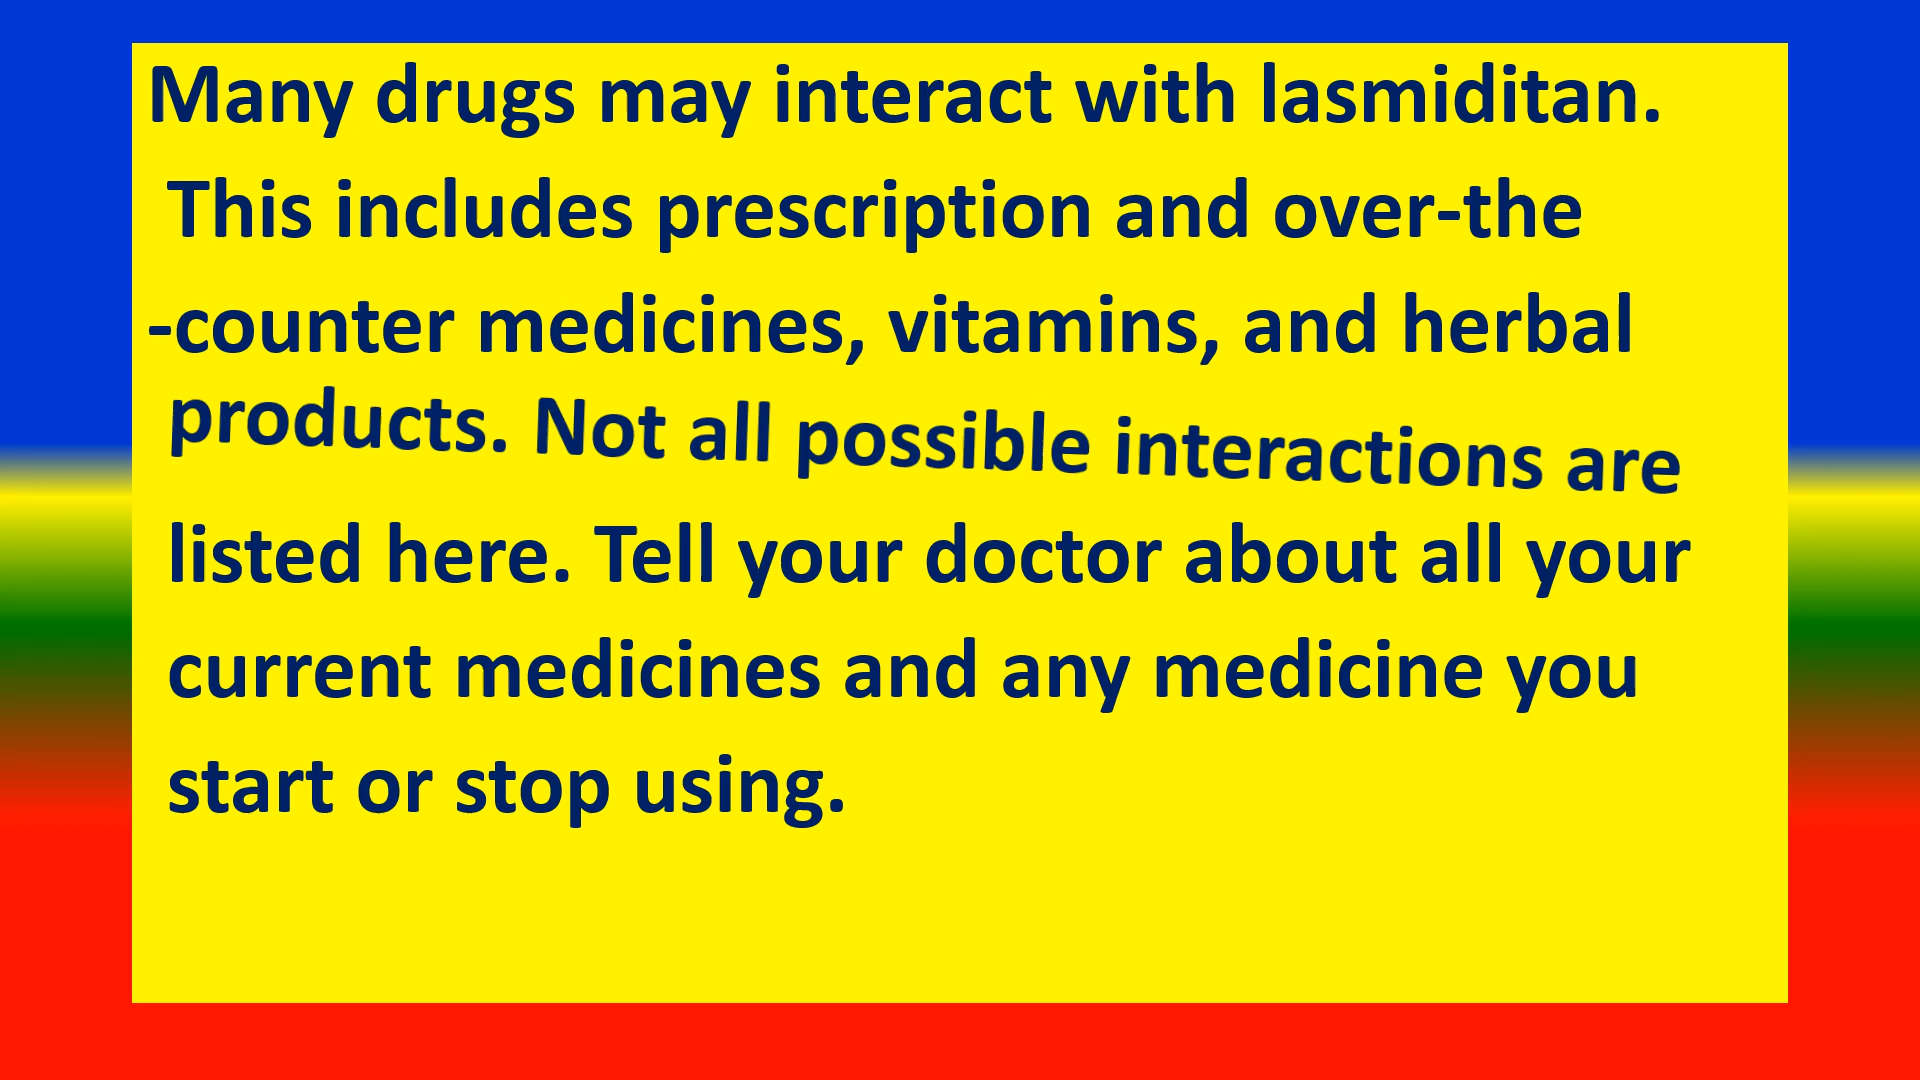 Many drugs may interact with lasmiditan.
This includes prescription and over-the
-counter medicines, vitamins, and herbal
products. Not all possible interactions are
listed here. Tell your doctor about all your
current medicines and any medicine you
start or stop using.